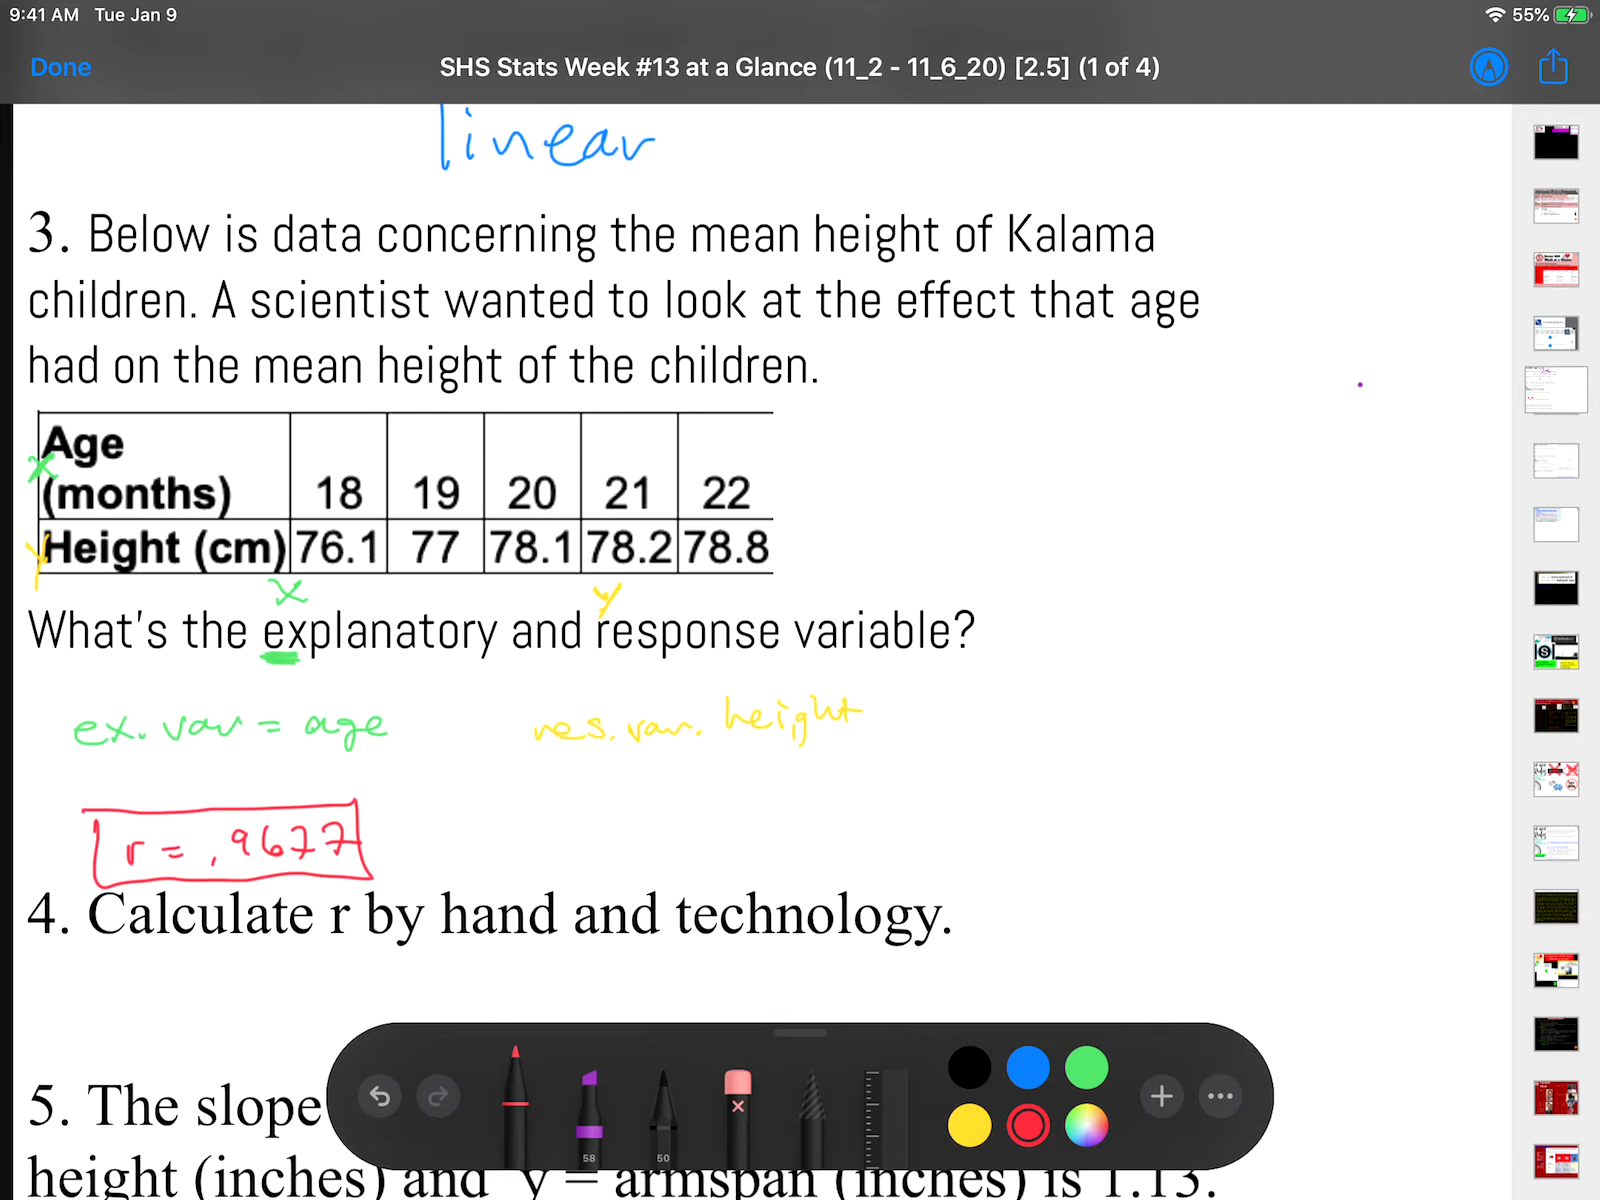 9:41 AM Tue Jan 9
55%
Done
SHS Stats Week #13 at a Glance (11_2 - 11_6_20) [2.5] (1 of 4)
linear
3. Below is data concerning the mean height of Kalama
children. A scientist wanted to look at the effect that age
had on the mean height of the children.
Age
x
(months) 18 19 20 21 22
y Height (cm) 76.1 77 78.1 78.2 78.8
x y
What's the explanatory and response variable?
ex. var = age res. var. height
r = .9677
4. Calculate r by hand and technology.
5. The slope
58 50
height (inches) and y = armspan (inches) is 1.13.